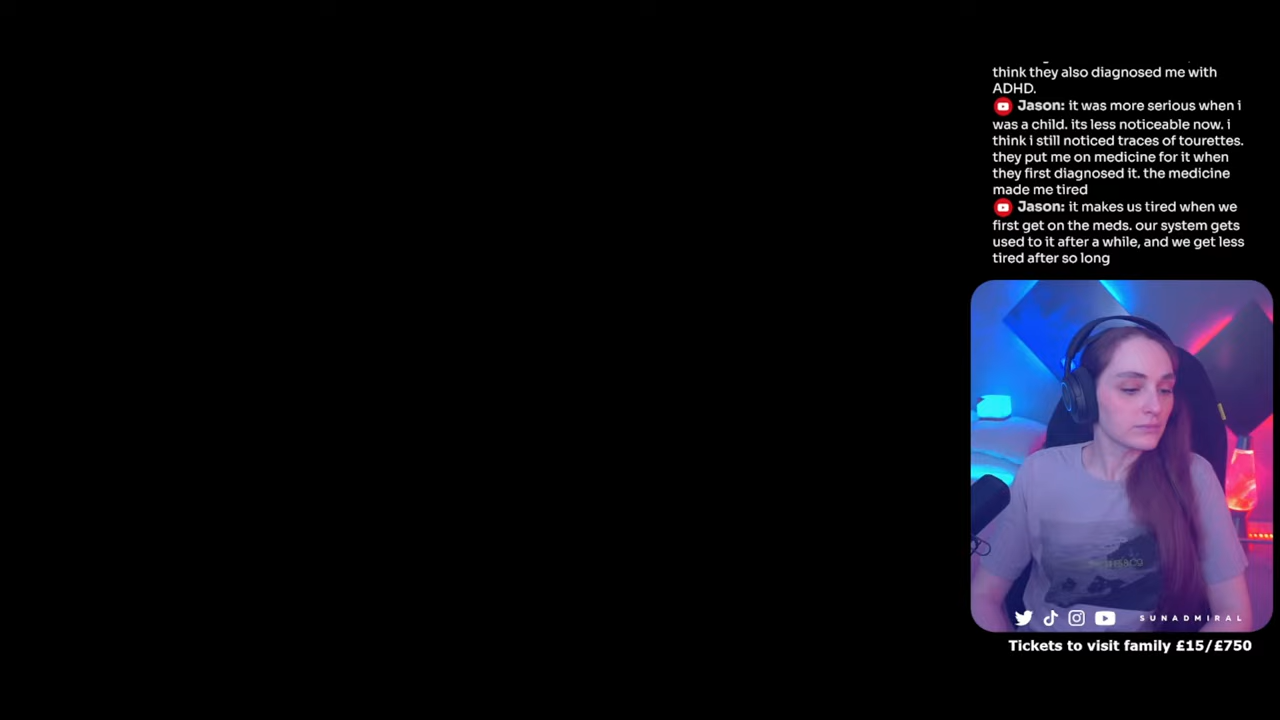 think they also diagnosed me with
ADHD.
Jason: it was more serious when i
was a child. its less noticeable now. i
think i still noticed traces of tourettes.
they put me on medicine for it when
they first diagnosed it. the medicine
made me tired
Jason: it makes us tired when we
first get on the meds. our system gets
used to it after a while, and we get less
tired after so long
SUNADMIRAL
Tickets to visit family £15/£750